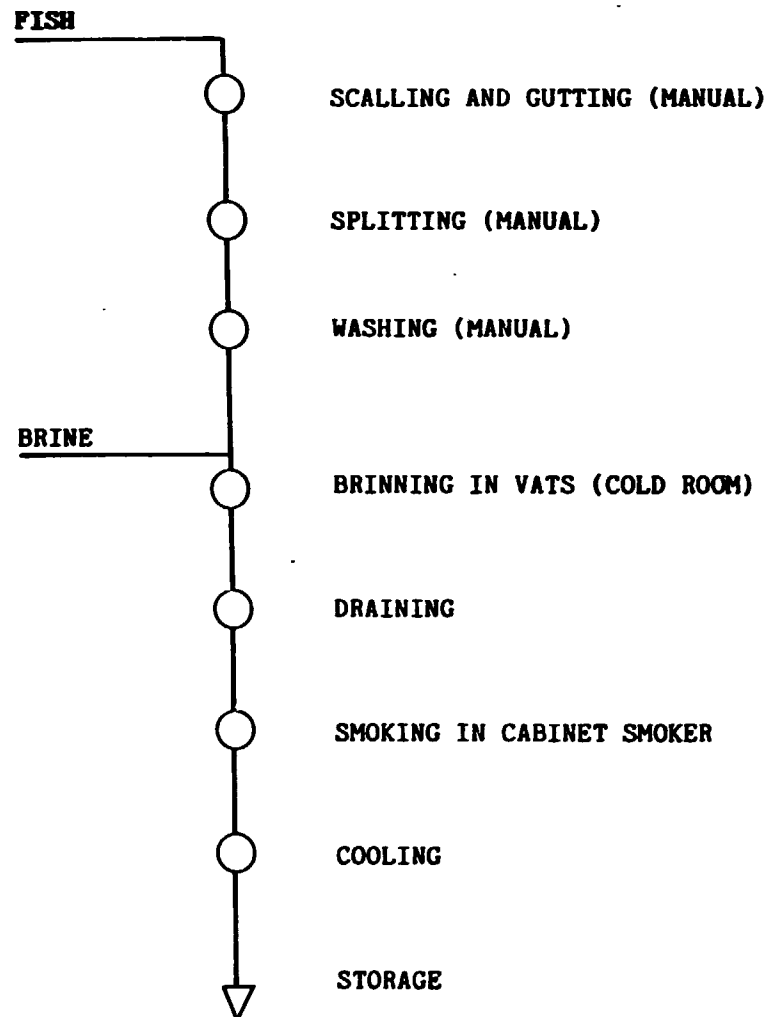 FISH
SCALLING AND GUTTING (MANUAL)
SPLITTING (MANUAL)
WASHING (MANUAL)
BRINE
BRINNING IN VATS (COLD ROOM)
DRAINING
SMOKING IN CABINET SMOKER
COOLING
STORAGE